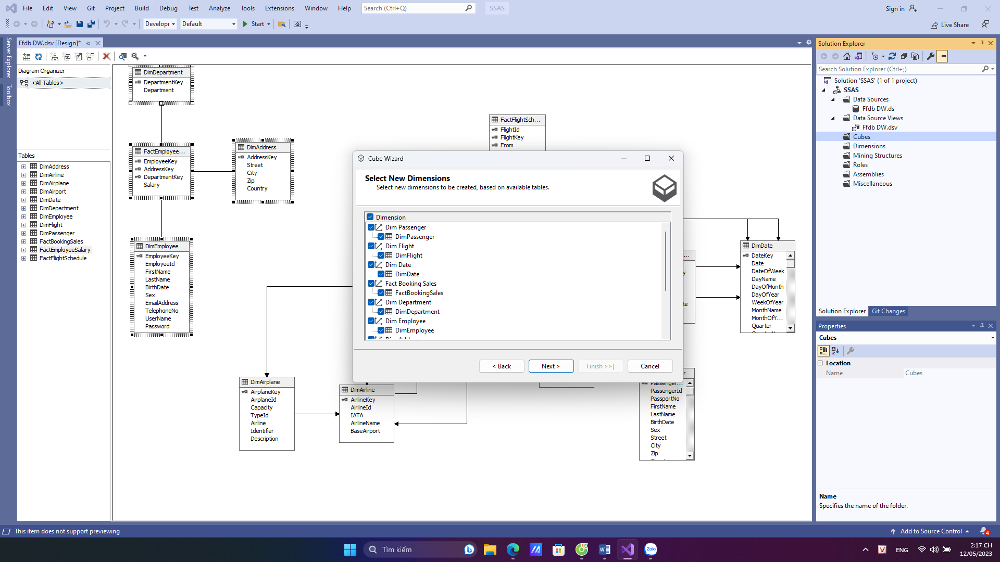 File Edit View Git Project Build Debug Test Analyze Tools Extensions Window Help Search (Ctrl+Q) SSAS Sign in
Develop Default Start Live Share
Server Explorer
Toolbox
Ffdb DW.dsv [Design]*
Diagram Organizer
<All Tables>
Tables
DimAddress
DimAirline
DimAirplane
DimAirport
DimDate
DimDepartment
DimEmployee
DimFlight
DimPassenger
FactBookingSales
FactEmployeeSalary
FactFlightSchedule
DimDepartment
DepartmentKey
Department
FactEmployee...
EmployeeKey
AddressKey
DepartmentKey
Salary
DimAddress
AddressKey
Street
City
Zip
Country
DimEmployee
EmployeeKey
EmployeeId
FirstName
LastName
BirthDate
Sex
EmailAddress
TelephoneNo
UserName
Password
FactFlightSch...
FlightId
FlightKey
From
Cube Wizard
Select New Dimensions
Select new dimensions to be created, based on available tables.
Dimension
Dim Passenger
DimPassenger
Dim Flight
DimFlight
Dim Date
DimDate
Fact Booking Sales
FactBookingSales
Dim Department
DimDepartment
Dim Employee
DimEmployee
Dim Address
< Back Next > Finish >>| Cancel
...
y
te
DimDate
DateKey
Date
DateOfWeek
DayName
DayOfMonth
DayOfYear
WeekOfYear
MonthName
MonthOfY...
Quarter
DimAirplane
AirplaneKey
AirplaneId
Capacity
TypeId
Airline
Identifier
Description
DimAirline
AirlineKey
AirlineId
IATA
AirlineName
BaseAirport
r
Passenger...
PassengerId
PassportNo
FirstName
LastName
BirthDate
Sex
Street
City
Zip
Solution Explorer
Search Solution Explorer (Ctrl+;)
Solution 'SSAS' (1 of 1 project)
SSAS
Data Sources
Ffdb DW.ds
Data Source Views
Ffdb DW.dsv
Cubes
Dimensions
Mining Structures
Roles
Assemblies
Miscellaneous
Solution Explorer Git Changes
Properties
Cubes
Location
Name Cubes
Name
Specifies the name of the folder.
This item does not support previewing Add to Source Control 4
Tìm kiếm Zalo V ENG 2:17 CH
12/05/2023